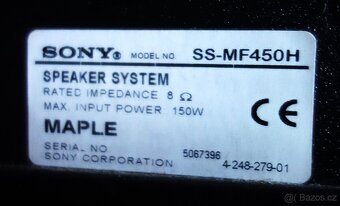 SONY® MODEL NO. SS-MF450H
SPEAKER SYSTEM
RATED IMPEDANCE 8 Ω
MAX. INPUT POWER 150W
CE
MAPLE
SERIAL NO. 5067396
SONY CORPORATION 4-248-279-01
Bazos.cz